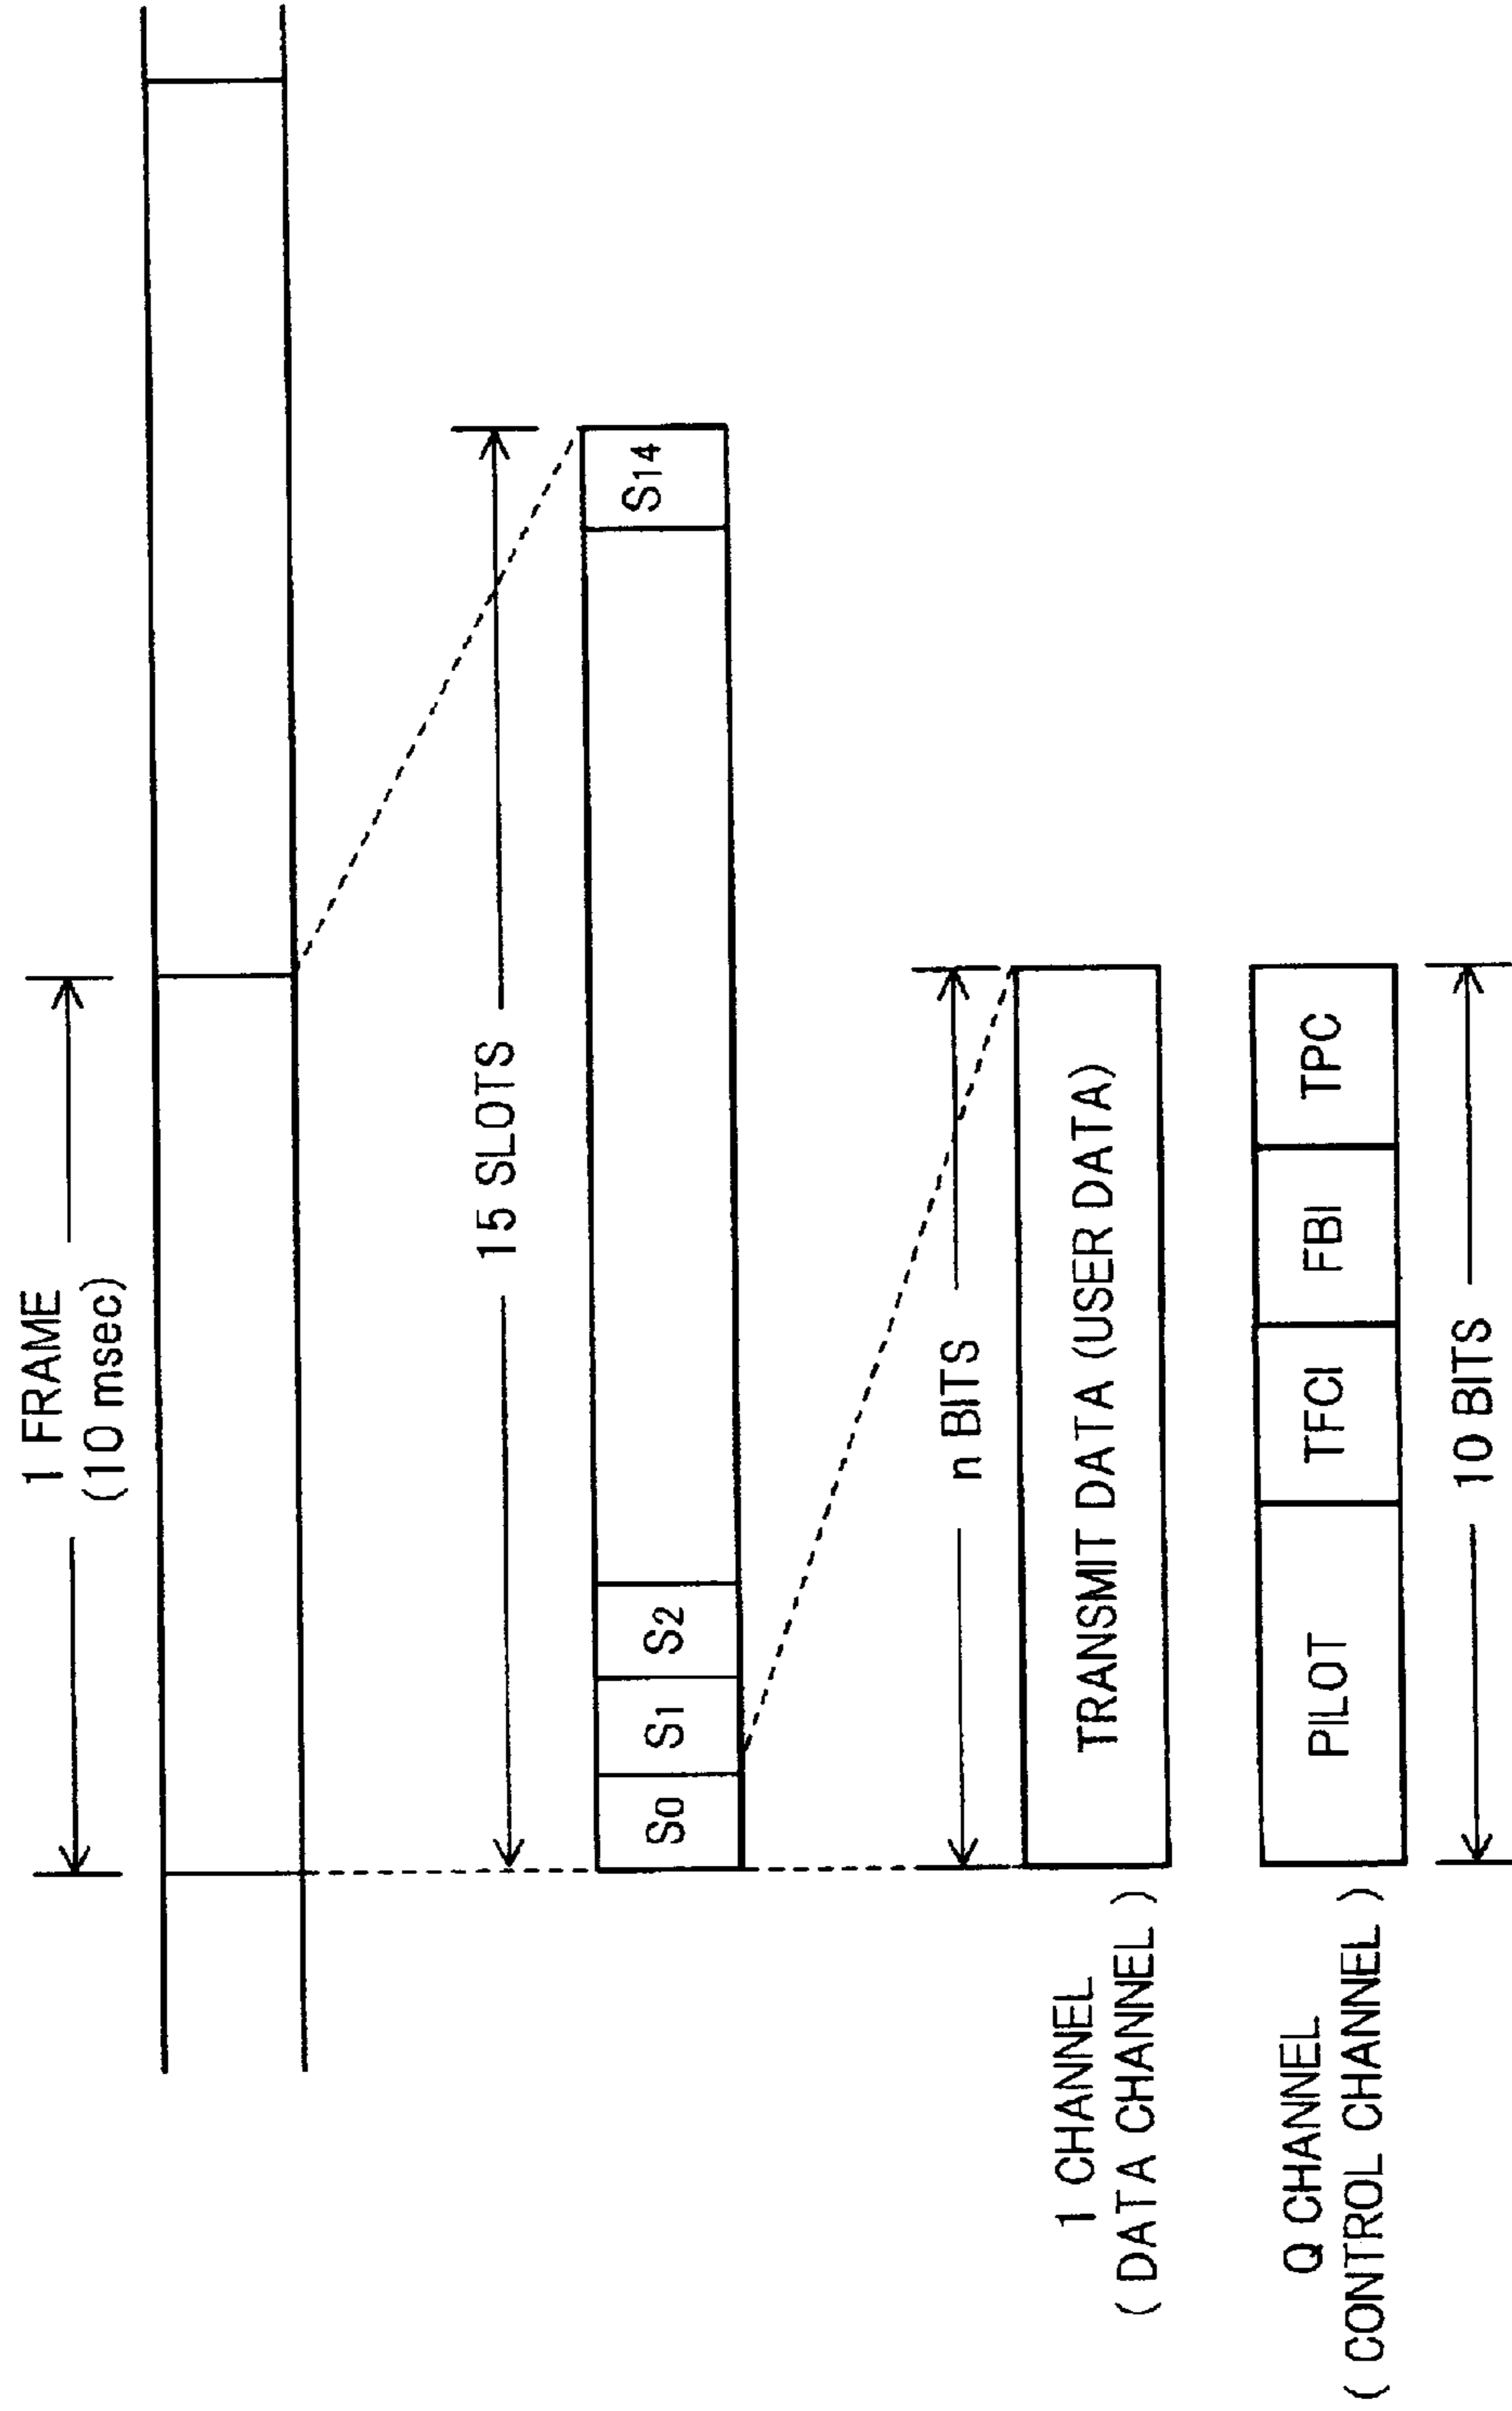 1 FRAME
(10 msec)
15 SLOTS
S0 S1 S2 S14
n BITS
1 CHANNEL
( DATA CHANNEL )
TRANSMIT DATA (USER DATA)
Q CHANNEL
( CONTROL CHANNEL )
PILOT TFCI FBI TPC
10 BITS